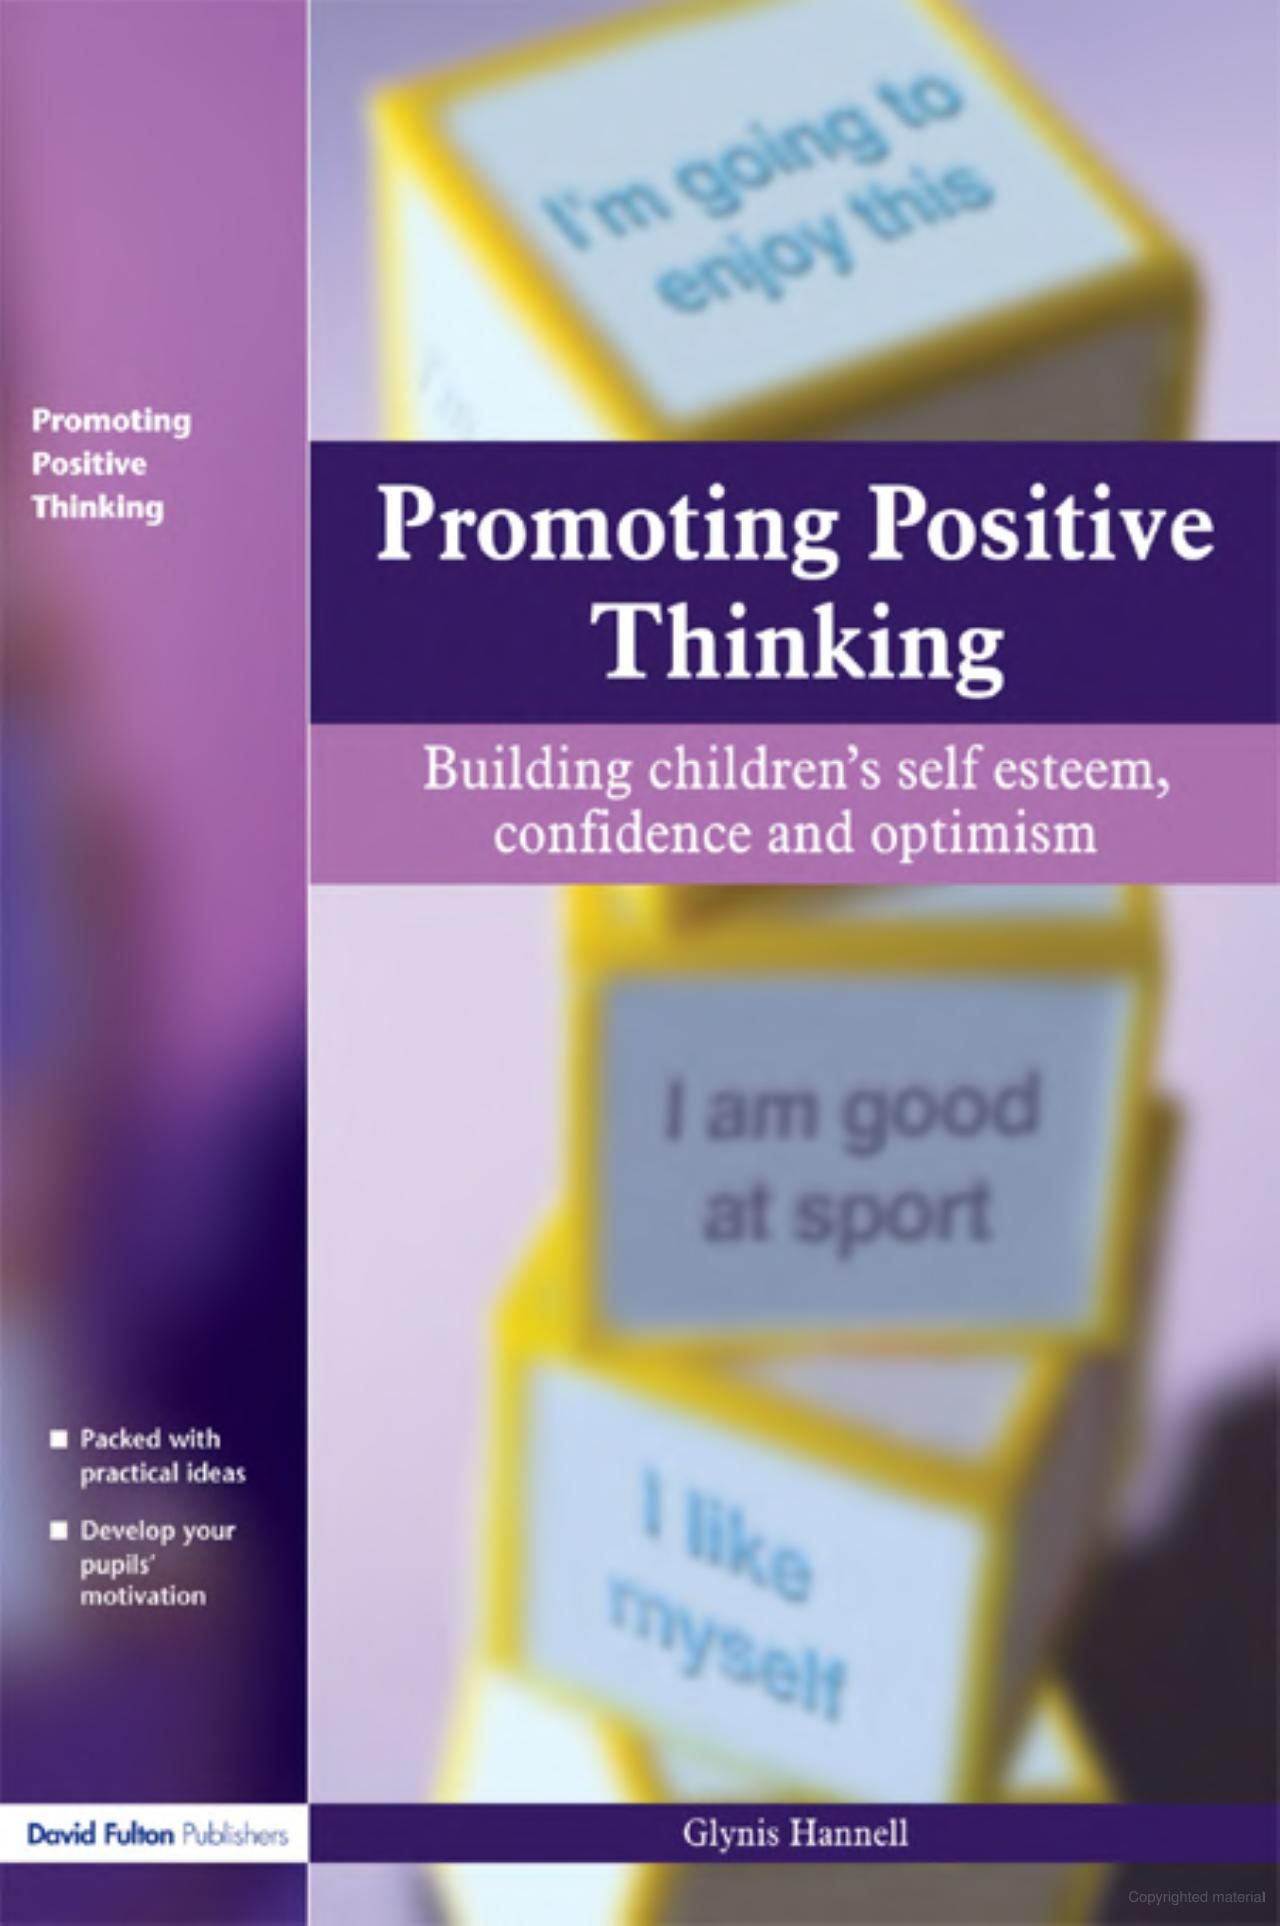 I'm going to
enjoy this
Promoting
Positive
Thinking
Promoting Positive
Thinking
Building children's self esteem,
confidence and optimism
I am good
at sport
I like
myself
Packed with
practical ideas
Develop your
pupils'
motivation
David Fulton Publishers
Glynis Hannell
Copyrighted material